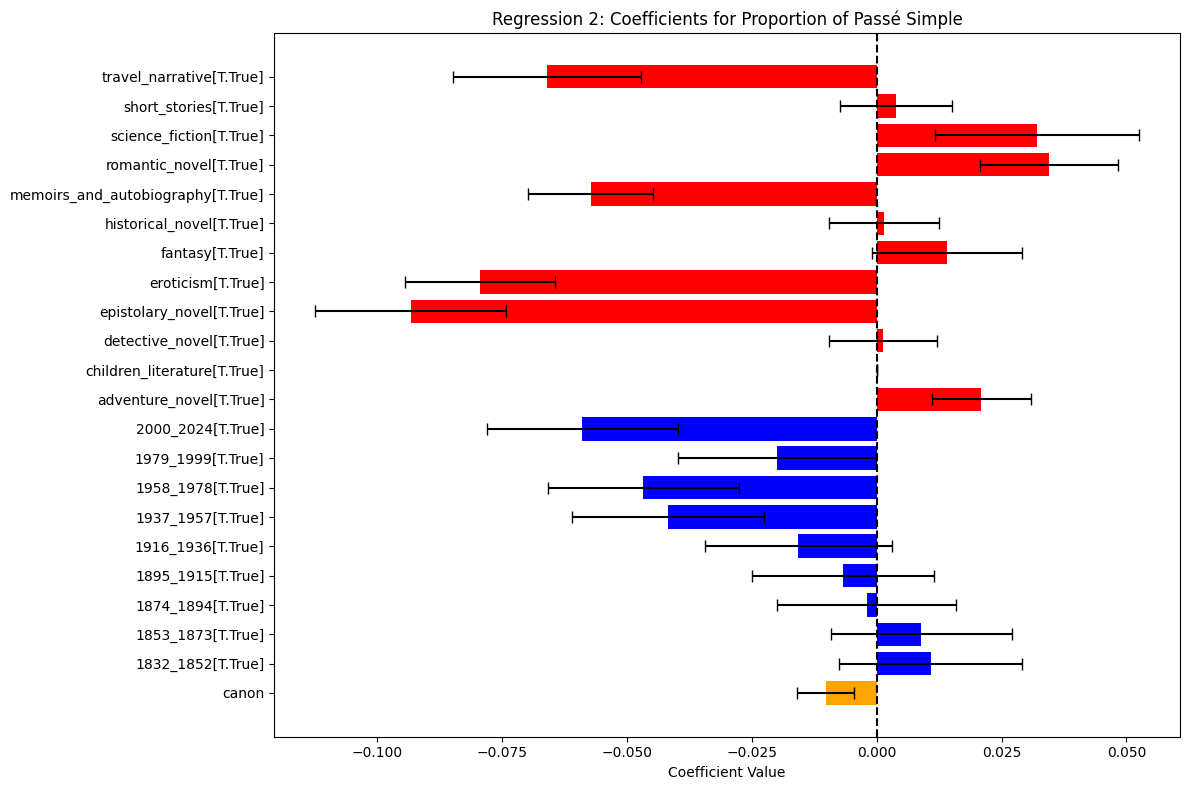 Regression 2: Coefficients for Proportion of Passé Simple
travel_narrative[T.True]
short_stories[T.True]
science_fiction[T.True]
romantic_novel[T.True]
memoirs_and_autobiography[T.True]
historical_novel[T.True]
fantasy[T.True]
eroticism[T.True]
epistolary_novel[T.True]
detective_novel[T.True]
children_literature[T.True]
adventure_novel[T.True]
2000_2024[T.True]
1979_1999[T.True]
1958_1978[T.True]
1937_1957[T.True]
1916_1936[T.True]
1895_1915[T.True]
1874_1894[T.True]
1853_1873[T.True]
1832_1852[T.True]
canon
−0.100 −0.075 −0.050 −0.025 0.000 0.025 0.050
Coefficient Value